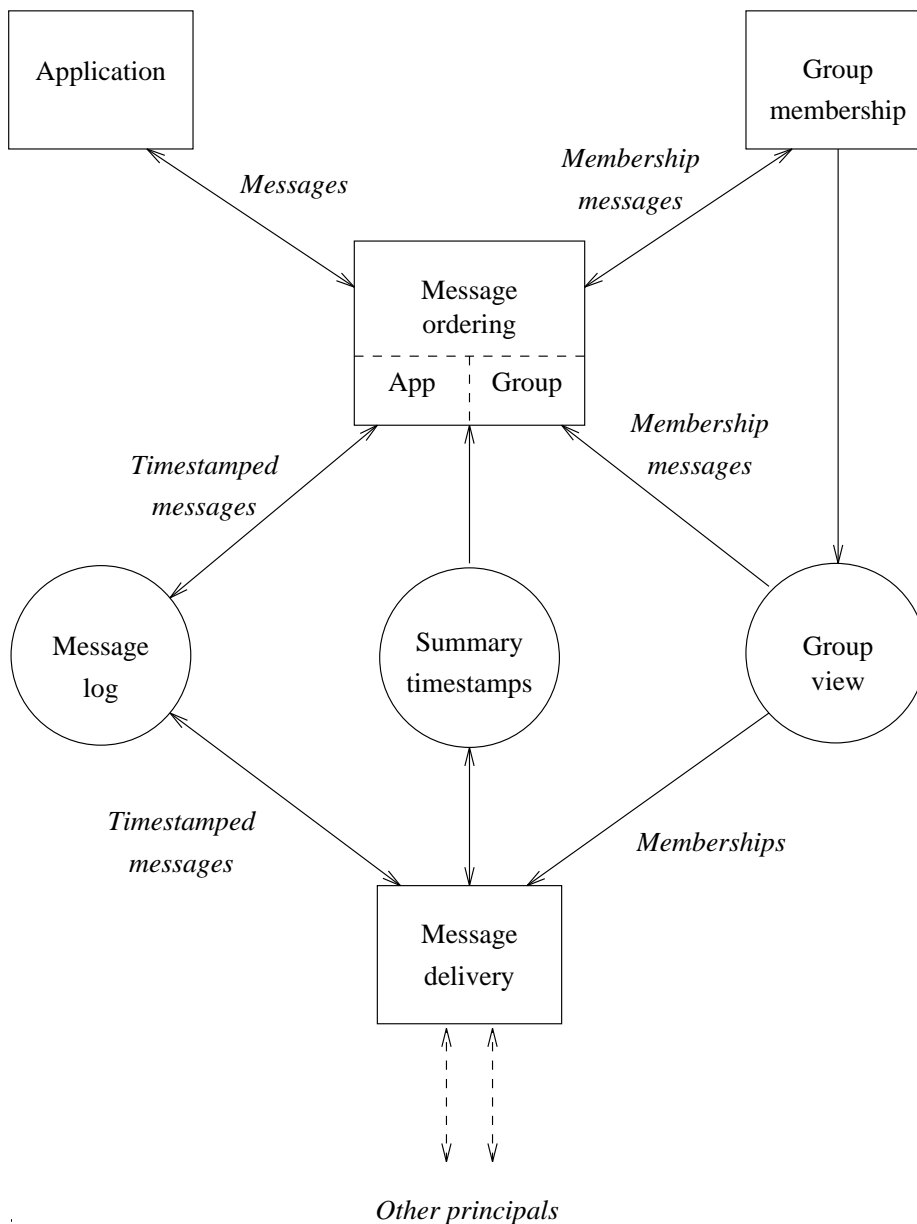 Application
Group
membership
Messages
Membership
messages
Message
ordering
App
Group
Timestamped
messages
Membership
messages
Message
log
Summary
timestamps
Group
view
Timestamped
messages
Memberships
Message
delivery
Other principals